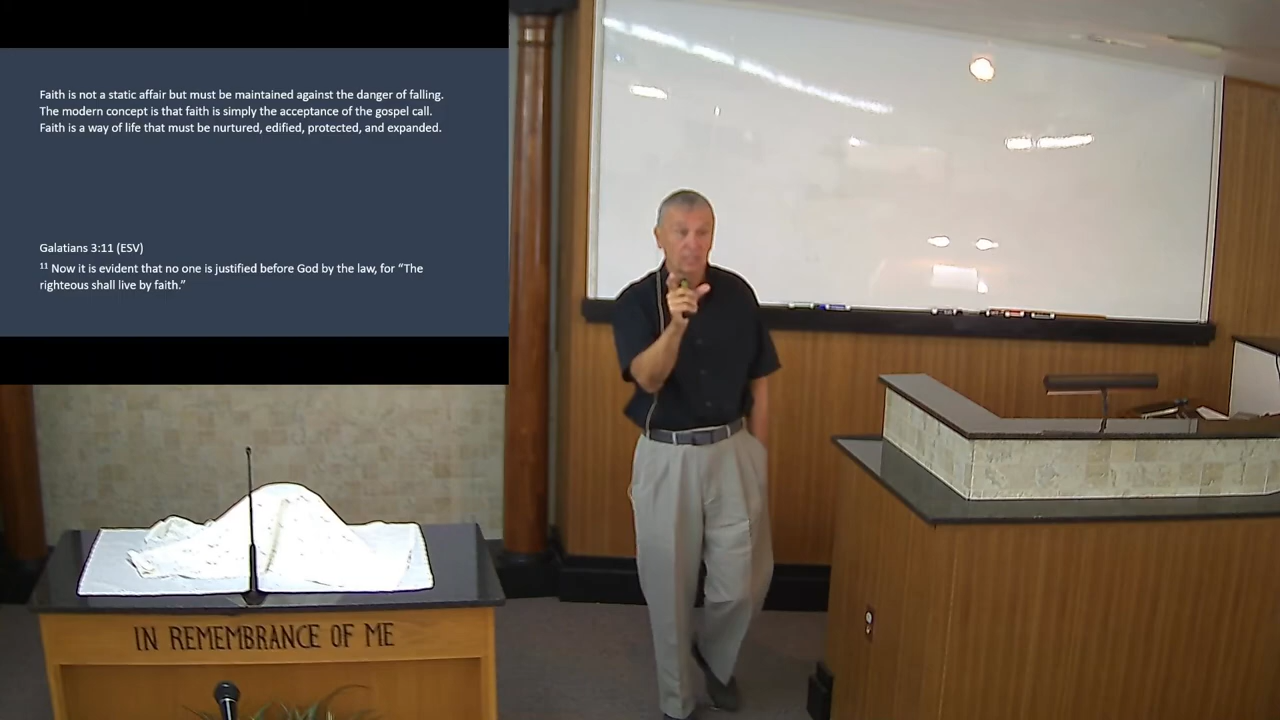 Faith is not a static affair but must be maintained against the danger of falling.
The modern concept is that faith is simply the acceptance of the gospel call.
Faith is a way of life that must be nurtured, edified, protected, and expanded.
Galatians 3:11 (ESV)
11 Now it is evident that no one is justified before God by the law, for “The
righteous shall live by faith.”
IN REMEMBRANCE OF ME